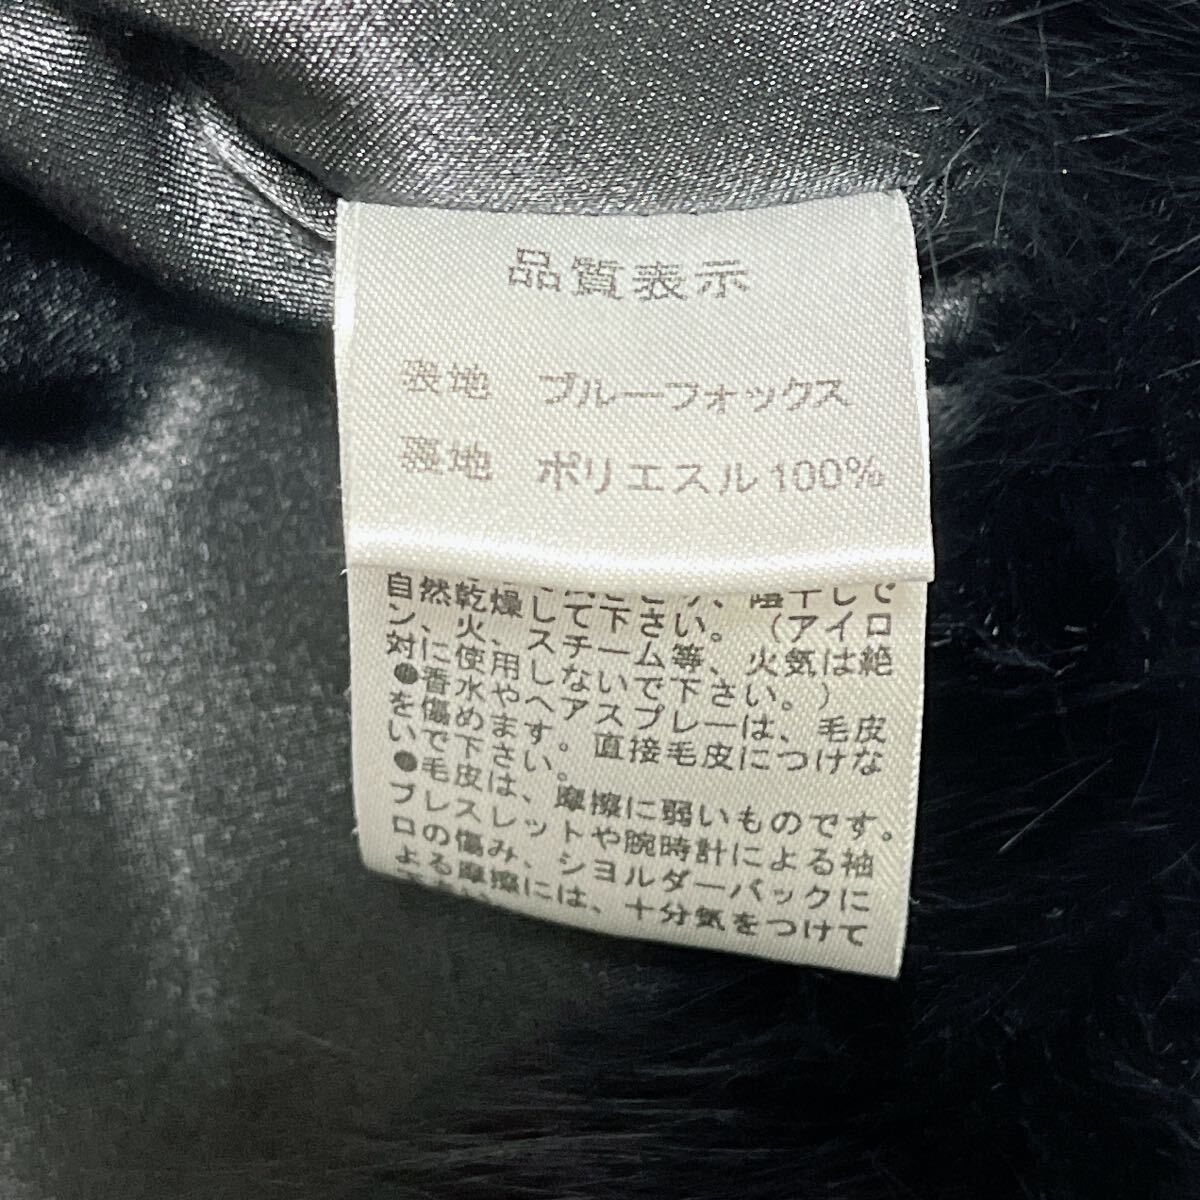 品質表示
表地 ブルーフォックス
裏地 ポリエスル100%
陰干しで
自然乾燥して下さい。(アイロ
ン、火、スチーム等、火気は絶
対に使用しないで下さい。)
●香水やヘアスプレーは、毛皮
を傷めます。直接毛皮につけな
いで下さい。
●毛皮は、摩擦に弱いものです。
ブレスレットや腕時計による袖
口の傷み、ショルダーバックに
よる摩擦には、十分気をつけて